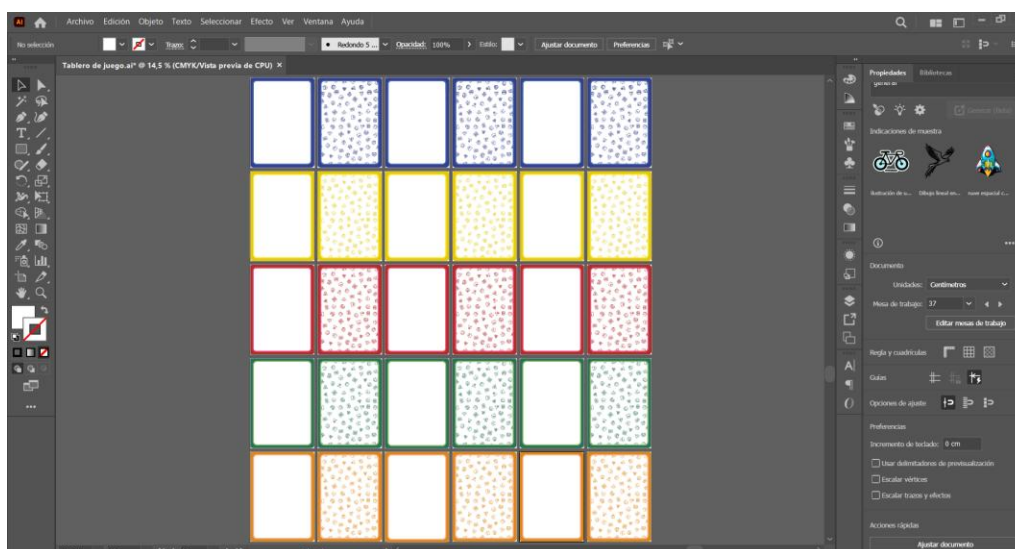 Ai Archivo Edición Objeto Texto Seleccionar Efecto Ver Ventana Ayuda
No selección Trazo: Redondo 5 ... Opacidad: 100% Estilo: Ajustar documento Preferencias
Tablero de juego.ai* @ 14,5 % (CMYK/Vista previa de CPU) ×
Propiedades Bibliotecas
Indicaciones de muestra
Documento
Unidades: Centímetros
Mesa de trabajo: 37
Editar mesas de trabajo
Regla y cuadrículas
Guías
Opciones de ajuste
Preferencias
Incremento de teclado: 0 cm
Usar delimitadores de previsualización
Escalar vértices
Escalar trazos y efectos
Acciones rápidas
Ajustar documento